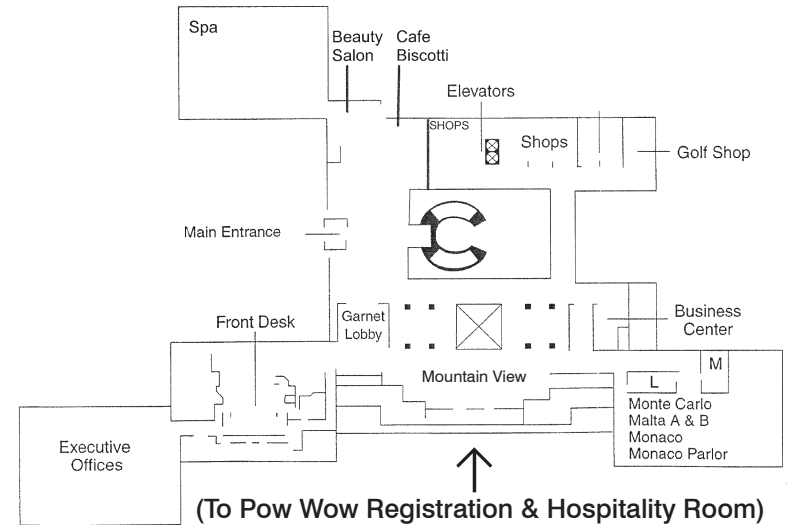 Spa
Beauty
Salon
Cafe
Biscotti
Elevators
SHOPS
Shops
Golf Shop
Main Entrance
Garnet
Lobby
Front Desk
Business
Center
Mountain View
M
L
Monte Carlo
Malta A & B
Monaco
Monaco Parlor
Executive
Offices
(To Pow Wow Registration & Hospitality Room)